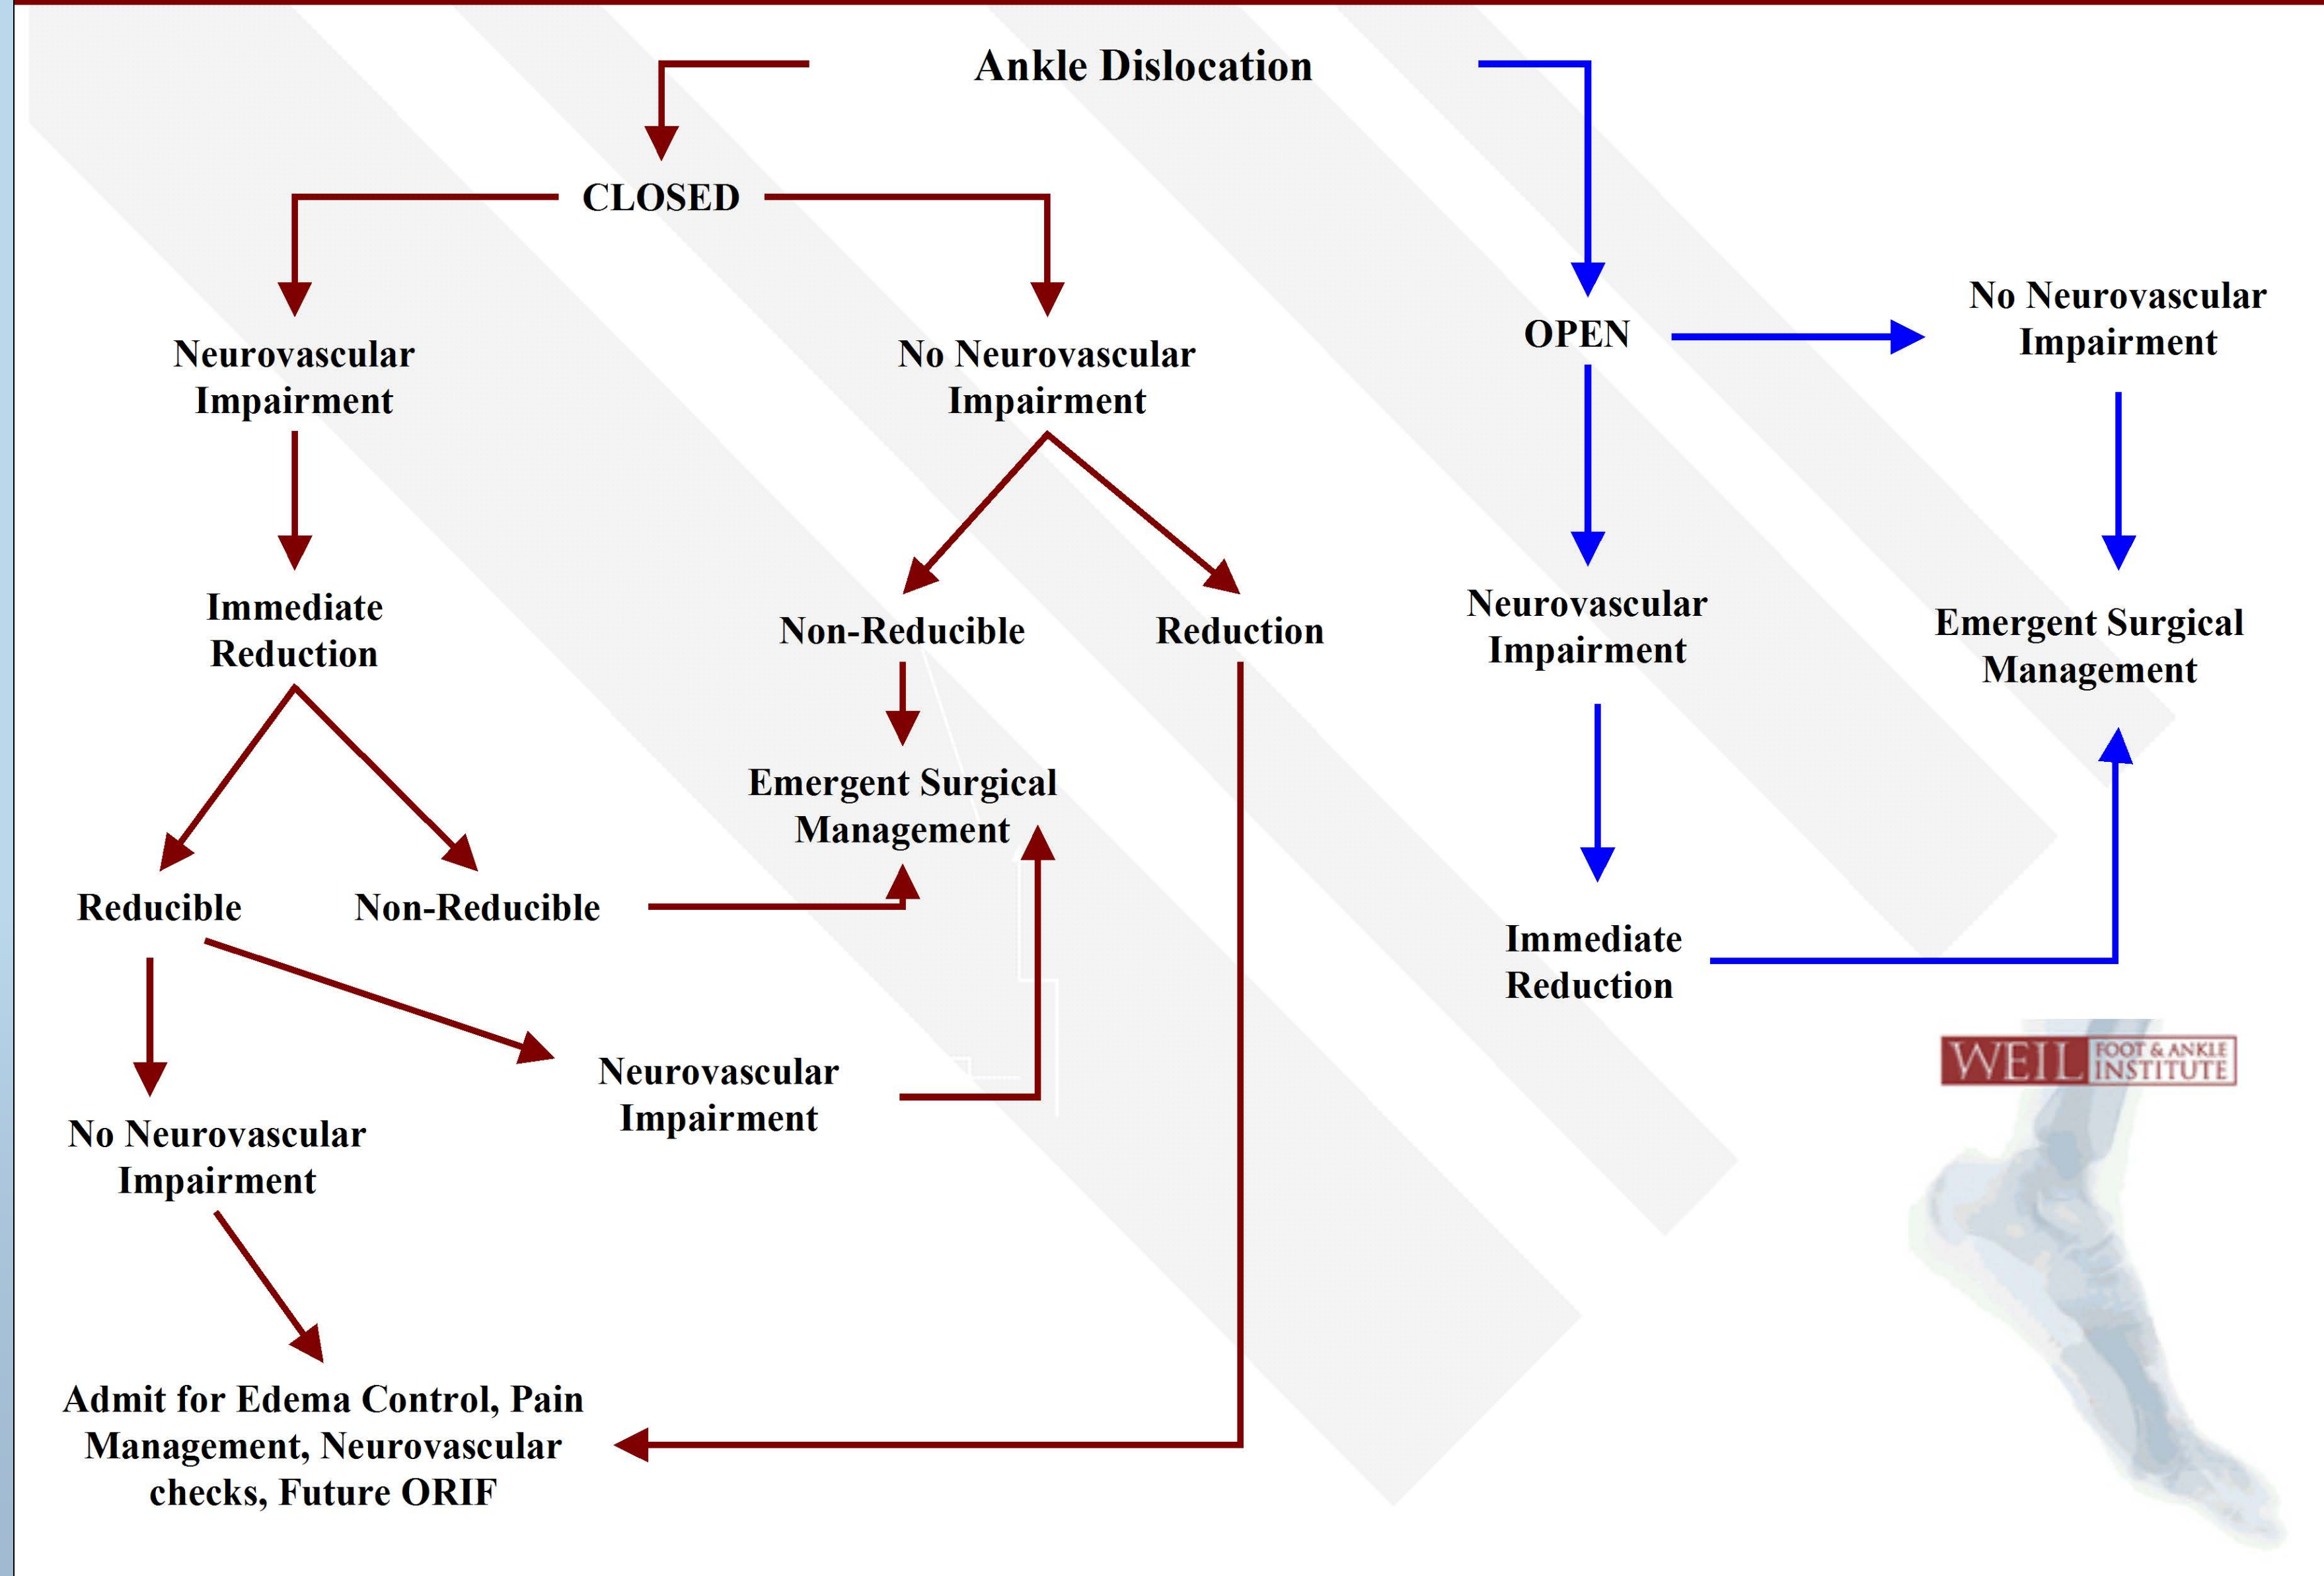 Ankle Dislocation
CLOSED
OPEN
No Neurovascular
Impairment
Neurovascular
Impairment
No Neurovascular
Impairment
Immediate
Reduction
Non-Reducible
Reduction
Neurovascular
Impairment
Emergent Surgical
Management
Emergent Surgical
Management
Reducible
Non-Reducible
Immediate
Reduction
Neurovascular
Impairment
No Neurovascular
Impairment
WEIL FOOT & ANKLE
INSTITUTE
Admit for Edema Control, Pain
Management, Neurovascular
checks, Future ORIF